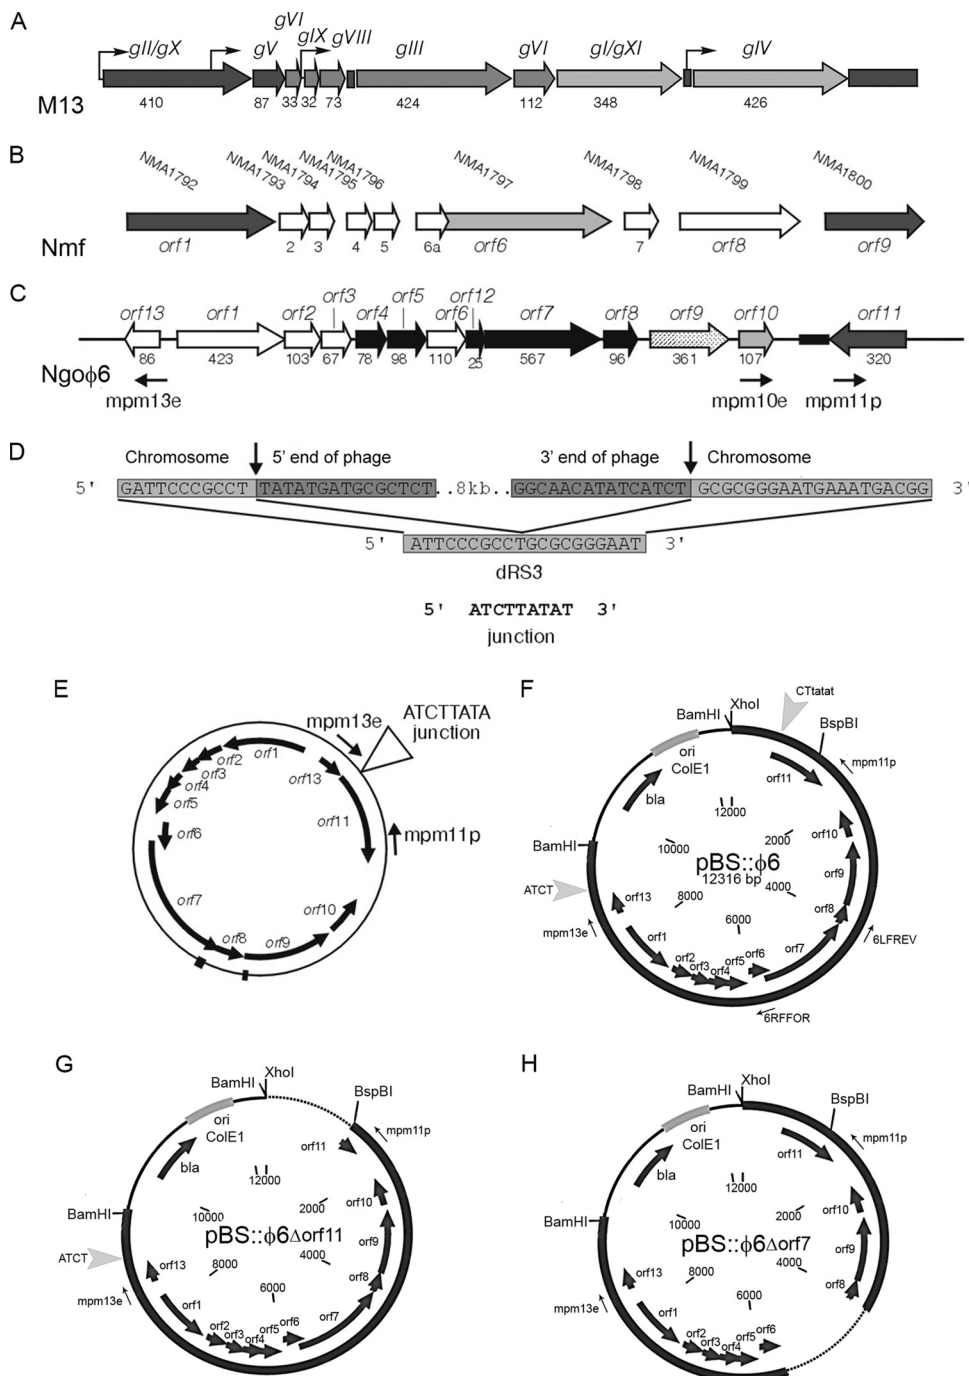 A
gII/gX gV gVI gIX gVIII gIII gVI gI/gXI gIV
M13 410 87 33 32 73 424 112 348 426
B
NMA1792 NMA1793 NMA1794 NMA1795 NMA1796 NMA1797 NMA1798 NMA1799 NMA1800
Nmf orf1 2 3 4 5 6a orf6 7 orf8 orf9
C
orf13 orf1 orf2 orf3 orf4 orf5 orf12 orf6 orf7 orf8 orf9 orf10 orf11
86 423 103 67 78 98 110 25 567 96 361 107 320
Ngoϕ6
mpm13e mpm10e mpm11p
D
Chromosome 5' end of phage 3' end of phage Chromosome
5' GATTCCCGCCT TATATGATGCGCTCT ..8kb.. GGCAACATATCATCT GCGCGGGAATGAAATGACGG 3'
5' ATTCCCGCCTGCGCGGGAAT 3'
dRS3
5' ATCTTATAT 3'
junction
E
mpm13e
ATCTTATA
junction
orf1
orf2
orf3
orf4
orf5
orf6
orf7
orf8
orf9
orf10
orf11
orf13
mpm11p
F
CTtatat
XhoI
BamHI
BspBI
mpm11p
ori
ColE1
bla
orf11
12000
2000
orf10
10000
BamHI
pBS::ϕ6
12316 bp
orf9
ATCT
8000
4000
orf13
6000
orf8
mpm13e
orf1
orf7
6LFREV
orf2
orf3
orf4
orf5
orf6
6RFFOR
G
XhoI
BamHI
BspBI
mpm11p
ori
ColE1
orf11
bla
12000
2000
orf10
10000
BamHI
pBS::ϕ6Δorf11
orf9
ATCT
8000
4000
orf13
6000
orf8
mpm13e
orf1
orf7
orf2
orf3
orf4
orf5
orf6
H
XhoI
BamHI
BspBI
mpm11p
ori
ColE1
orf11
bla
12000
2000
orf10
10000
BamHI
pBS::ϕ6Δorf7
orf9
8000
4000
orf13
6000
orf8
mpm13e
orf1
orf2
orf3
orf4
orf5
orf6